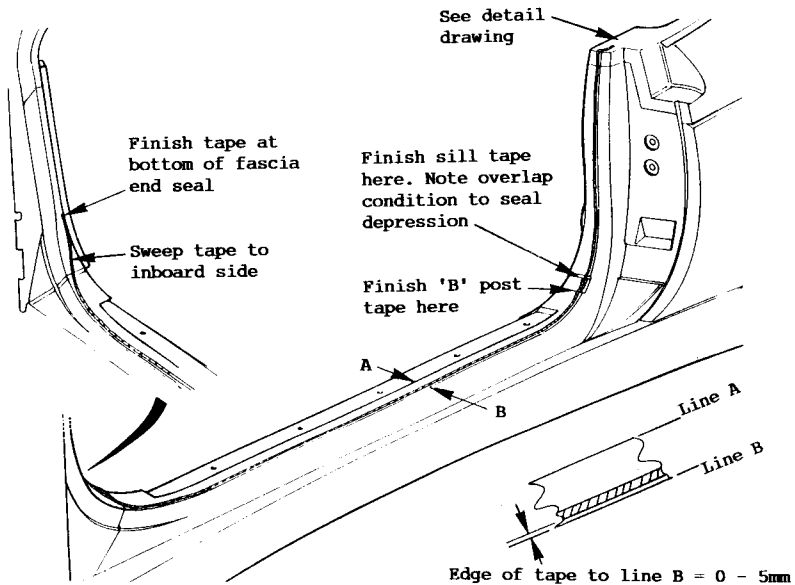 See detail
drawing
Finish tape at
bottom of fascia
end seal
Finish sill tape
here. Note overlap
condition to seal
depression
Sweep tape to
inboard side
Finish 'B' post
tape here
A
B
Line A
Line B
Edge of tape to line B = 0 - 5mm